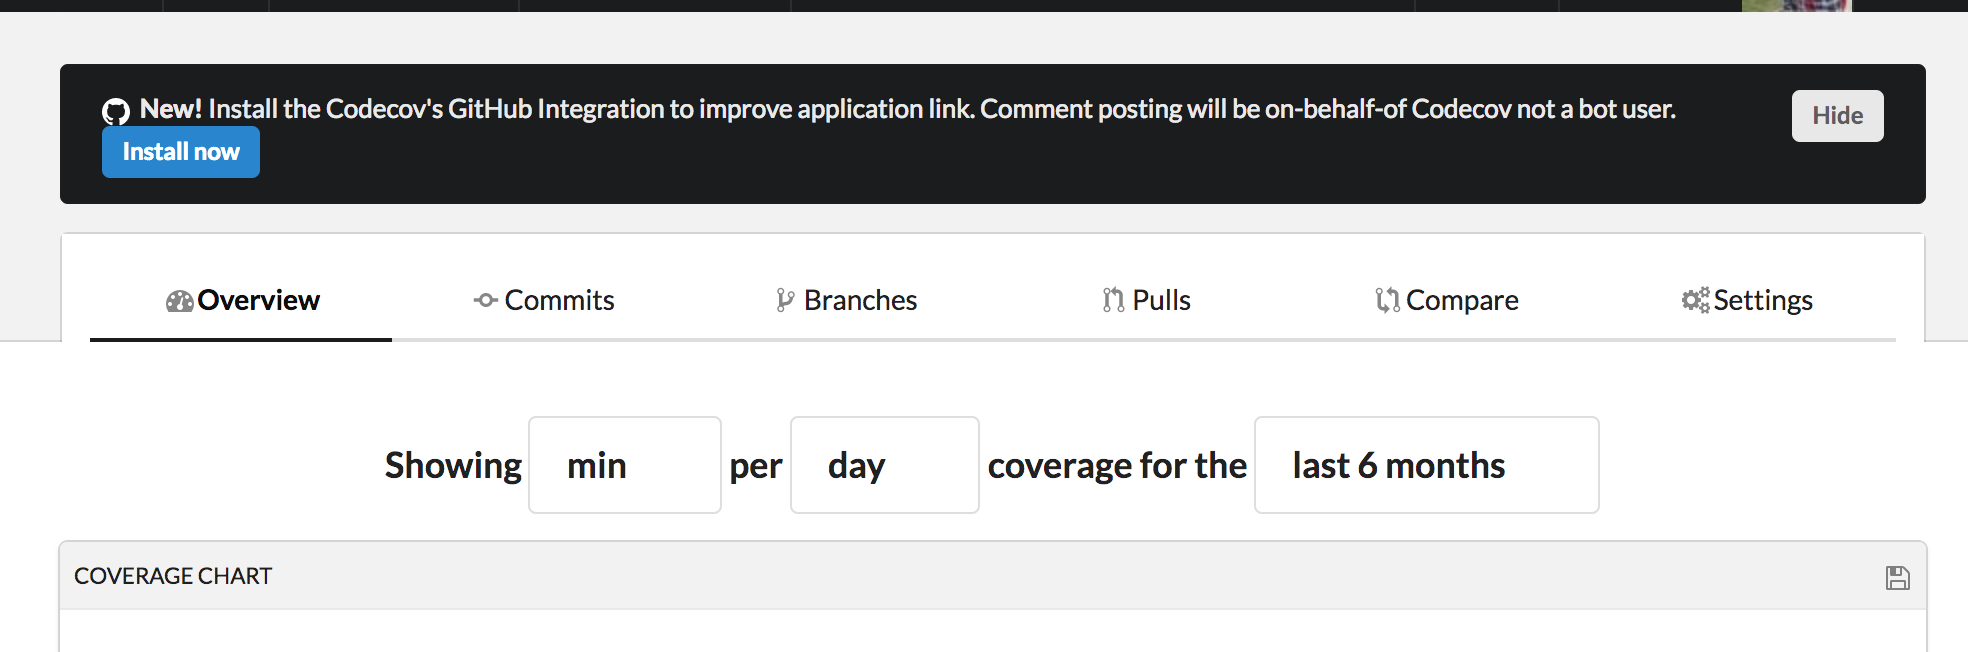 New! Install the Codecov's GitHub Integration to improve application link. Comment posting will be on-behalf-of Codecov not a bot user.
Hide
Install now
Overview Commits Branches Pulls Compare Settings
Showing min per day coverage for the last 6 months
COVERAGE CHART